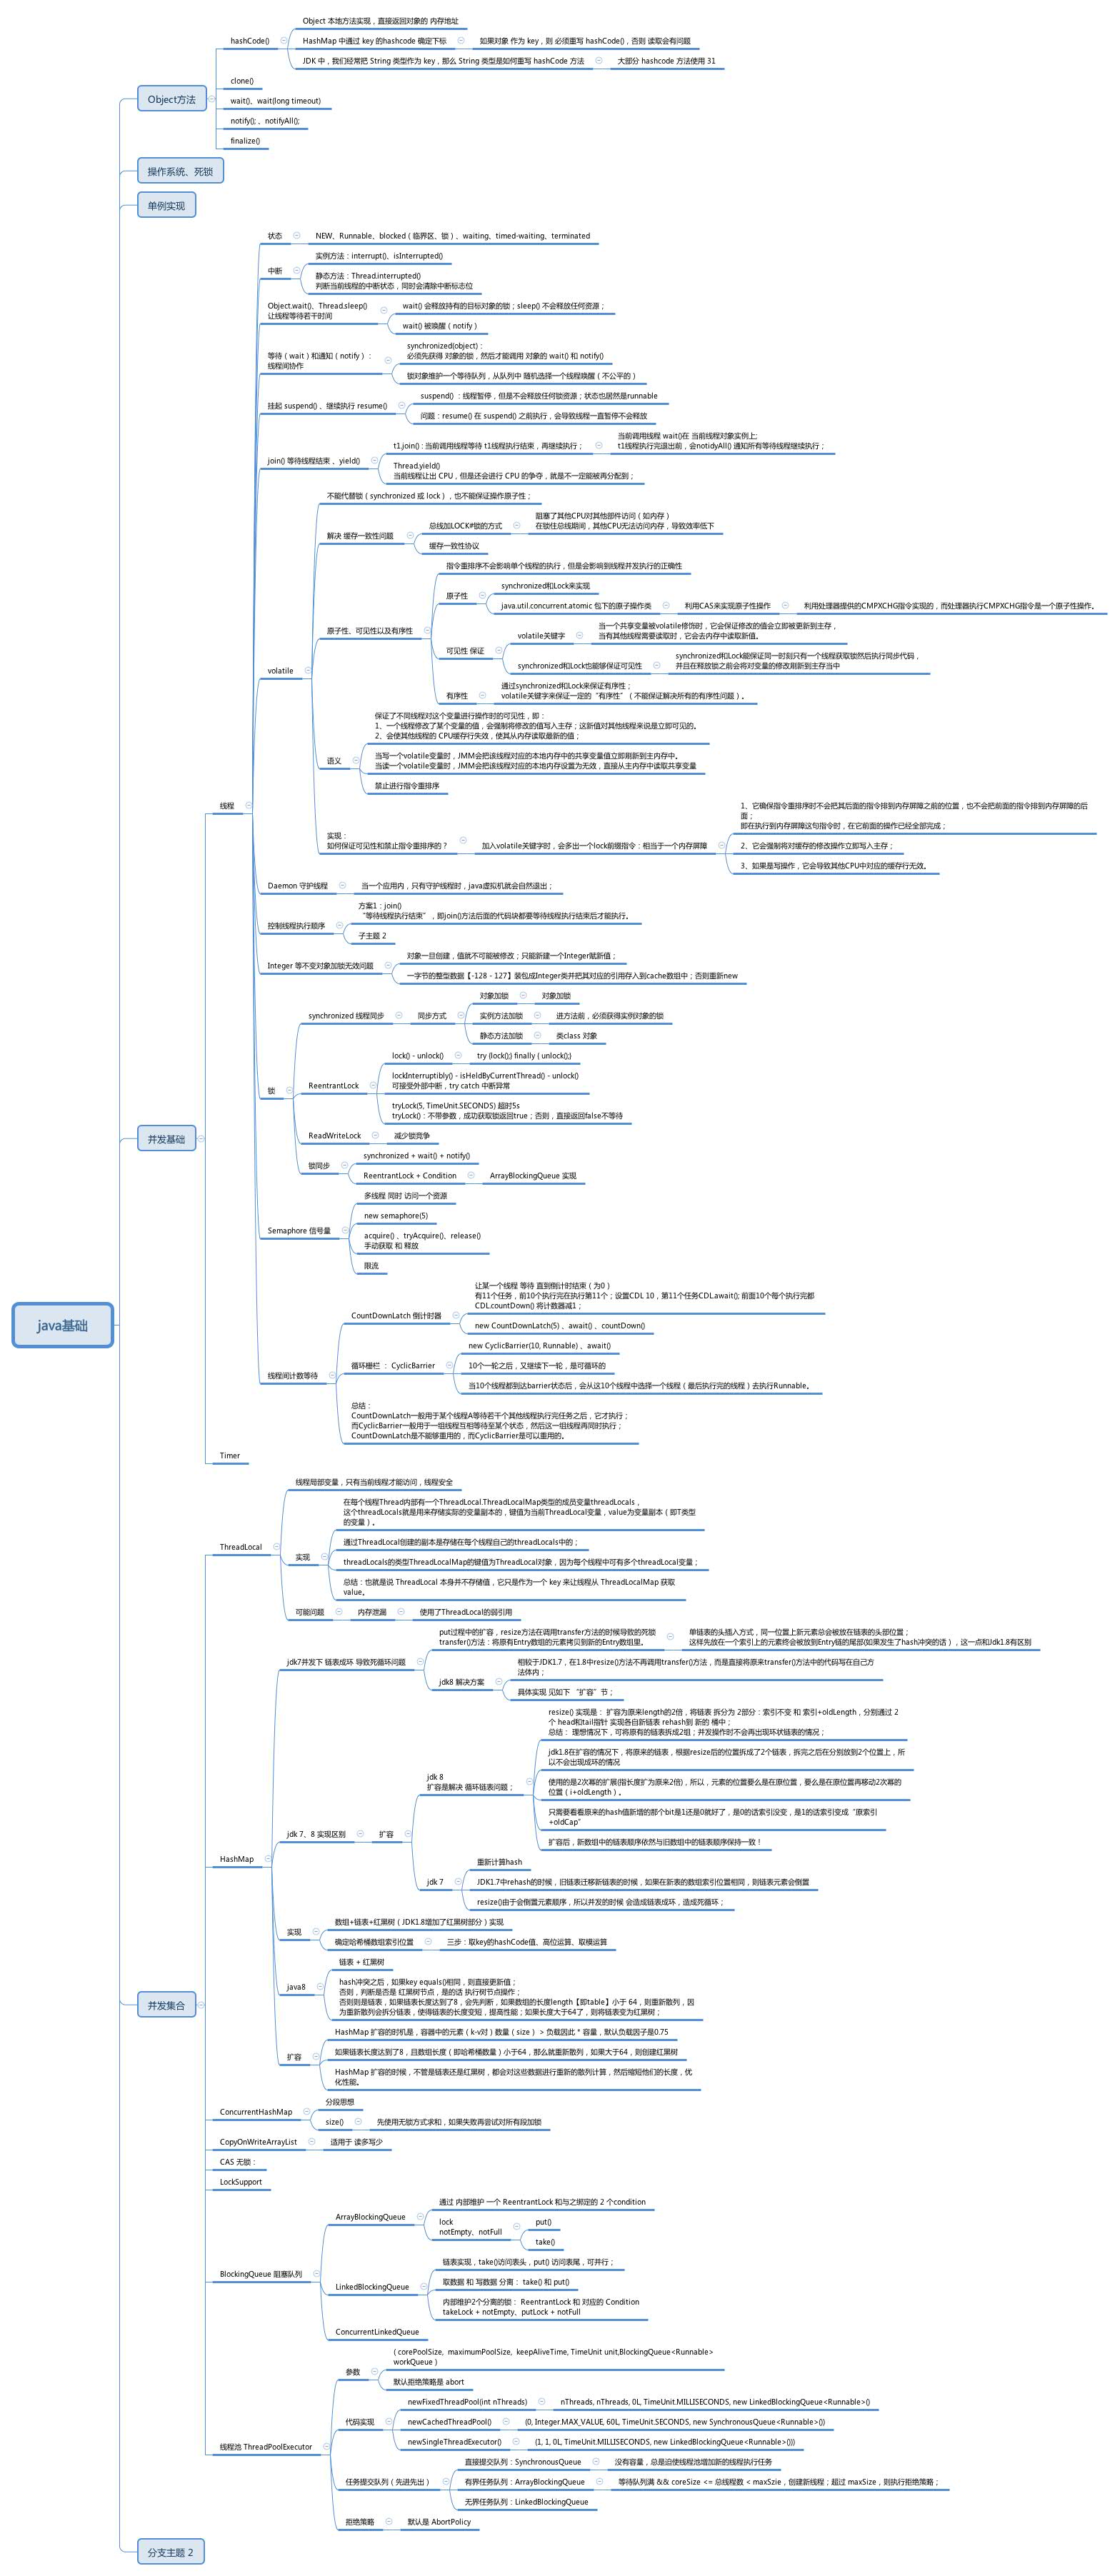 java基础
Object方法
hashCode()
Object 本地方法实现，直接返回对象的 内存地址
HashMap 中通过 key 的hashcode 确定下标
如果对象 作为 key，则 必须重写 hashCode()，否则 读取会有问题
JDK 中，我们经常把 String 类型作为 key，那么 String 类型是如何重写 hashCode 方法
大部分 hashcode 方法使用 31
clone()
wait()、wait(long timeout)
notify(); 、notifyAll();
finalize()
操作系统、死锁
单例实现
并发基础
线程
状态
NEW、Runnable、blocked（临界区、锁）、waiting、timed-waiting、terminated
中断
实例方法：interrupt()、isInterrupted()
静态方法：Thread.interrupted()
判断当前线程的中断状态，同时会清除中断标志位
Object.wait()、Thread.sleep()
让线程等待若干时间
wait() 会释放持有的目标对象的锁；sleep() 不会释放任何资源；
wait() 被唤醒（notify）
等待（wait）和通知（notify）：
线程间协作
synchronized(object)：
必须先获得 对象的锁，然后才能调用 对象的 wait() 和 notify()
锁对象维护一个等待队列，从队列中 随机选择一个线程唤醒（不公平的）
挂起 suspend() 、继续执行 resume()
suspend() ：线程暂停，但是不会释放任何锁资源；状态也居然是runnable
问题：resume() 在 suspend() 之前执行，会导致线程一直暂停不会释放
join() 等待线程结束 、yield()
t1.join() : 当前调用线程等待 t1线程执行结束，再继续执行；
当前调用线程 wait()在 当前线程对象实例上;
t1线程执行完退出前，会notidyAll() 通知所有等待线程继续执行；
Thread.yield()
当前线程让出 CPU，但是还会进行 CPU 的争夺，就是不一定能被再分配到；
volatile
不能代替锁（synchronized 或 lock），也不能保证操作原子性；
解决 缓存一致性问题
总线加LOCK#锁的方式
阻塞了其他CPU对其他部件访问（如内存）
在锁住总线期间，其他CPU无法访问内存，导致效率低下
缓存一致性协议
原子性、可见性以及有序性
指令重排序不会影响单个线程的执行，但是会影响到线程并发执行的正确性
原子性
synchronized和Lock来实现
java.util.concurrent.atomic 包下的原子操作类
利用CAS来实现原子性操作
利用处理器提供的CMPXCHG指令实现的，而处理器执行CMPXCHG指令是一个原子性操作。
可见性 保证
volatile关键字
当一个共享变量被volatile修饰时，它会保证修改的值会立即被更新到主存，
当有其他线程需要读取时，它会去内存中读取新值。
synchronized和Lock也能够保证可见性
synchronized和Lock能保证同一时刻只有一个线程获取锁然后执行同步代码，
并且在释放锁之前会将对变量的修改刷新到主存当中
有序性
通过synchronized和Lock来保证有序性；
volatile关键字来保证一定的“有序性”（不能保证解决所有的有序性问题）。
语义
保证了不同线程对这个变量进行操作时的可见性，即：
1、一个线程修改了某个变量的值，会强制将修改的值写入主存；这新值对其他线程来说是立即可见的。
2、会使其他线程的 CPU缓存行失效，使其从内存读取最新的值；
当写一个volatile变量时，JMM会把该线程对应的本地内存中的共享变量值立即刷新到主内存中。
当读一个volatile变量时，JMM会把该线程对应的本地内存设置为无效，直接从主内存中读取共享变量
禁止进行指令重排序
实现：
如何保证可见性和禁止指令重排序的？
加入volatile关键字时，会多出一个lock前缀指令：相当于一个内存屏障
1、它确保指令重排序时不会把其后面的指令排到内存屏障之前的位置，也不会把前面的指令排到内存屏障的后
面；
即在执行到内存屏障这句指令时，在它前面的操作已经全部完成；
2、它会强制将对缓存的修改操作立即写入主存；
3、如果是写操作，它会导致其他CPU中对应的缓存行无效。
Daemon 守护线程
当一个应用内，只有守护线程时，java虚拟机就会自然退出；
控制线程执行顺序
方案1：join()
“等待线程执行结束”，即join()方法后面的代码块都要等待线程执行结束后才能执行。
子主题 2
Integer 等不变对象加锁无效问题
对象一旦创建，值就不可能被修改；只能新建一个Integer赋新值；
一字节的整型数据【-128 - 127】装包成Integer类并把其对应的引用存入到cache数组中；否则重新new
锁
synchronized 线程同步
同步方式
对象加锁
对象加锁
实例方法加锁
进方法前，必须获得实例对象的锁
静态方法加锁
类class 对象
ReentrantLock
lock() - unlock()
try {lock();} finally { unlock();}
lockInterruptibly() - isHeldByCurrentThread() - unlock()
可接受外部中断，try catch 中断异常
tryLock(5, TimeUnit.SECONDS) 超时5s
tryLock()：不带参数，成功获取锁返回true；否则，直接返回false不等待
ReadWriteLock
减少锁竞争
锁同步
synchronized + wait() + notify()
ReentrantLock + Condition
ArrayBlockingQueue 实现
Semaphore 信号量
多线程 同时 访问一个资源
new semaphore(5)
acquire() 、tryAcquire()、release()
手动获取 和 释放
限流
线程间计数等待
CountDownLatch 倒计时器
让某一个线程 等待 直到倒计时结束（为0）
有11个任务，前10个执行完在执行第11个；设置CDL 10，第11个任务CDL.await(); 前面10个每个执行完都
CDL.countDown() 将计数器减1；
new CountDownLatch(5) 、await() 、countDown()
循环栅栏 ： CyclicBarrier
new CyclicBarrier(10, Runnable) 、await()
10个一轮之后，又继续下一轮，是可循环的
当10个线程都到达barrier状态后，会从这10个线程中选择一个线程（最后执行完的线程）去执行Runnable。
总结：
CountDownLatch一般用于某个线程A等待若干个其他线程执行完任务之后，它才执行；
而CyclicBarrier一般用于一组线程互相等待至某个状态，然后这一组线程再同时执行；
CountDownLatch是不能够重用的，而CyclicBarrier是可以重用的。
Timer
并发集合
ThreadLocal
线程局部变量，只有当前线程才能访问，线程安全
实现
在每个线程Thread内部有一个ThreadLocal.ThreadLocalMap类型的成员变量threadLocals，
这个threadLocals就是用来存储实际的变量副本的，键值为当前ThreadLocal变量，value为变量副本（即T类型
的变量）。
通过ThreadLocal创建的副本是存储在每个线程自己的threadLocals中的；
threadLocals的类型ThreadLocalMap的键值为ThreadLocal对象，因为每个线程中可有多个threadLocal变量；
总结：也就是说 ThreadLocal 本身并不存储值，它只是作为一个 key 来让线程从 ThreadLocalMap 获取
value。
可能问题
内存泄漏
使用了ThreadLocal的弱引用
HashMap
jdk7并发下 链表成环 导致死循环问题
put过程中的扩容，resize方法在调用transfer方法的时候导致的死锁
transfer()方法：将原有Entry数组的元素拷贝到新的Entry数组里。
单链表的头插入方式，同一位置上新元素总会被放在链表的头部位置；
这样先放在一个索引上的元素终会被放到Entry链的尾部(如果发生了hash冲突的话），这一点和Jdk1.8有区别
jdk8 解决方案
相较于JDK1.7，在1.8中resize()方法不再调用transfer()方法，而是直接将原来transfer()方法中的代码写在自己方
法体内；
具体实现 见如下 “扩容”节；
jdk 7、8 实现区别
扩容
jdk 8
扩容是解决 循环链表问题；
resize() 实现是： 扩容为原来length的2倍，将链表 拆分为 2部分：索引不变 和 索引+oldLength，分别通过 2
个 head和tail指针 实现各自新链表 rehash到 新的 桶中；
总结： 理想情况下，可将原有的链表拆成2组；并发操作时不会再出现环状链表的情况；
jdk1.8在扩容的情况下，将原来的链表，根据resize后的位置拆成了2个链表，拆完之后在分别放到2个位置上，所
以不会出现成环的情况
使用的是2次幂的扩展(指长度扩为原来2倍)，所以，元素的位置要么是在原位置，要么是在原位置再移动2次幂的
位置（i+oldLength）。
只需要看看原来的hash值新增的那个bit是1还是0就好了，是0的话索引没变，是1的话索引变成“原索引
+oldCap”
扩容后，新数组中的链表顺序依然与旧数组中的链表顺序保持一致！
jdk 7
重新计算hash
JDK1.7中rehash的时候，旧链表迁移新链表的时候，如果在新表的数组索引位置相同，则链表元素会倒置
resize()由于会倒置元素顺序，所以并发的时候 会造成链表成环，造成死循环；
实现
数组+链表+红黑树（JDK1.8增加了红黑树部分）实现
确定哈希桶数组索引位置
三步：取key的hashCode值、高位运算、取模运算
java8
链表 + 红黑树
hash冲突之后，如果key equals()相同，则直接更新值；
否则，判断是否是 红黑树节点，是的话 执行树节点操作；
否则则是链表，如果链表长度达到了8，会先判断，如果数组的长度length【即table】小于 64，则重新散列，因
为重新散列会拆分链表，使得链表的长度变短，提高性能；如果长度大于64了，则将链表变为红黑树；
扩容
HashMap 扩容的时机是，容器中的元素（k-v对）数量（size） > 负载因此 * 容量，默认负载因子是0.75
如果链表长度达到了8，且数组长度（即哈希桶数量）小于64，那么就重新散列，如果大于64，则创建红黑树
HashMap 扩容的时候，不管是链表还是红黑树，都会对这些数据进行重新的散列计算，然后缩短他们的长度，优
化性能。
ConcurrentHashMap
分段思想
size()
先使用无锁方式求和，如果失败再尝试对所有段加锁
CopyOnWriteArrayList
适用于 读多写少
CAS 无锁：
LockSupport
BlockingQueue 阻塞队列
ArrayBlockingQueue
通过 内部维护 一个 ReentrantLock 和与之绑定的 2 个condition
lock
notEmpty、notFull
put()
take()
LinkedBlockingQueue
链表实现，take()访问表头，put() 访问表尾，可并行；
取数据 和 写数据 分离： take() 和 put()
内部维护2个分离的锁： ReentrantLock 和 对应的 Condition
takeLock + notEmpty、putLock + notFull
ConcurrentLinkedQueue
线程池 ThreadPoolExecutor
参数
( corePoolSize, maximumPoolSize, keepAliveTime, TimeUnit unit,BlockingQueue<Runnable>
workQueue )
默认拒绝策略是 abort
代码实现
newFixedThreadPool(int nThreads)
nThreads, nThreads, 0L, TimeUnit.MILLISECONDS, new LinkedBlockingQueue<Runnable>()
newCachedThreadPool()
(0, Integer.MAX_VALUE, 60L, TimeUnit.SECONDS, new SynchronousQueue<Runnable>())
newSingleThreadExecutor()
(1, 1, 0L, TimeUnit.MILLISECONDS, new LinkedBlockingQueue<Runnable>()))
任务提交队列（先进先出）
直接提交队列：SynchronousQueue
没有容量，总是迫使线程池增加新的线程执行任务
有界任务队列：ArrayBlockingQueue
等待队列满 && coreSize <= 总线程数 < maxSzie，创建新线程；超过 maxSize，则执行拒绝策略；
无界任务队列：LinkedBlockingQueue
拒绝策略
默认是 AbortPolicy
分支主题 2